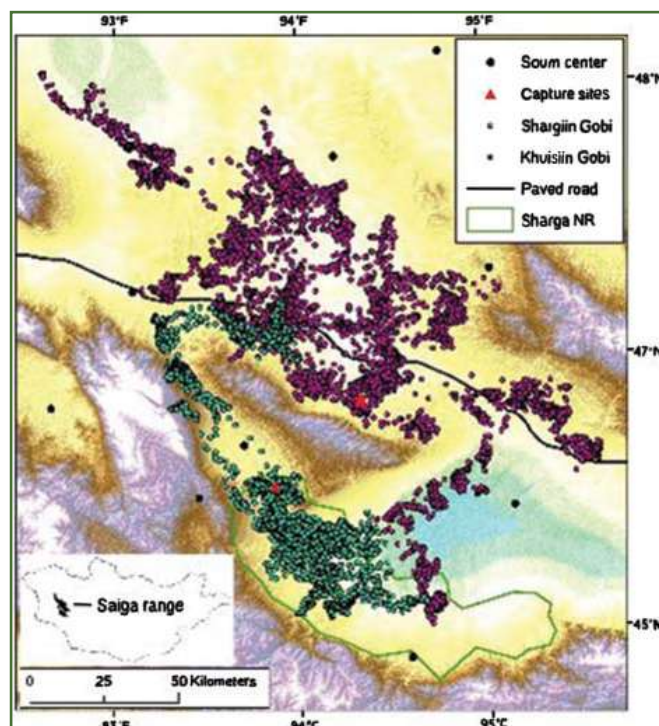 93°F
94°F
95°F
48°N
Soum center
Capture sites
Shargiin Gobi
Khuisiin Gobi
Paved road
Sharga NR
47°N
Saiga range
45°N
0 25 50 Kilometers
93°F
94°C
95°C